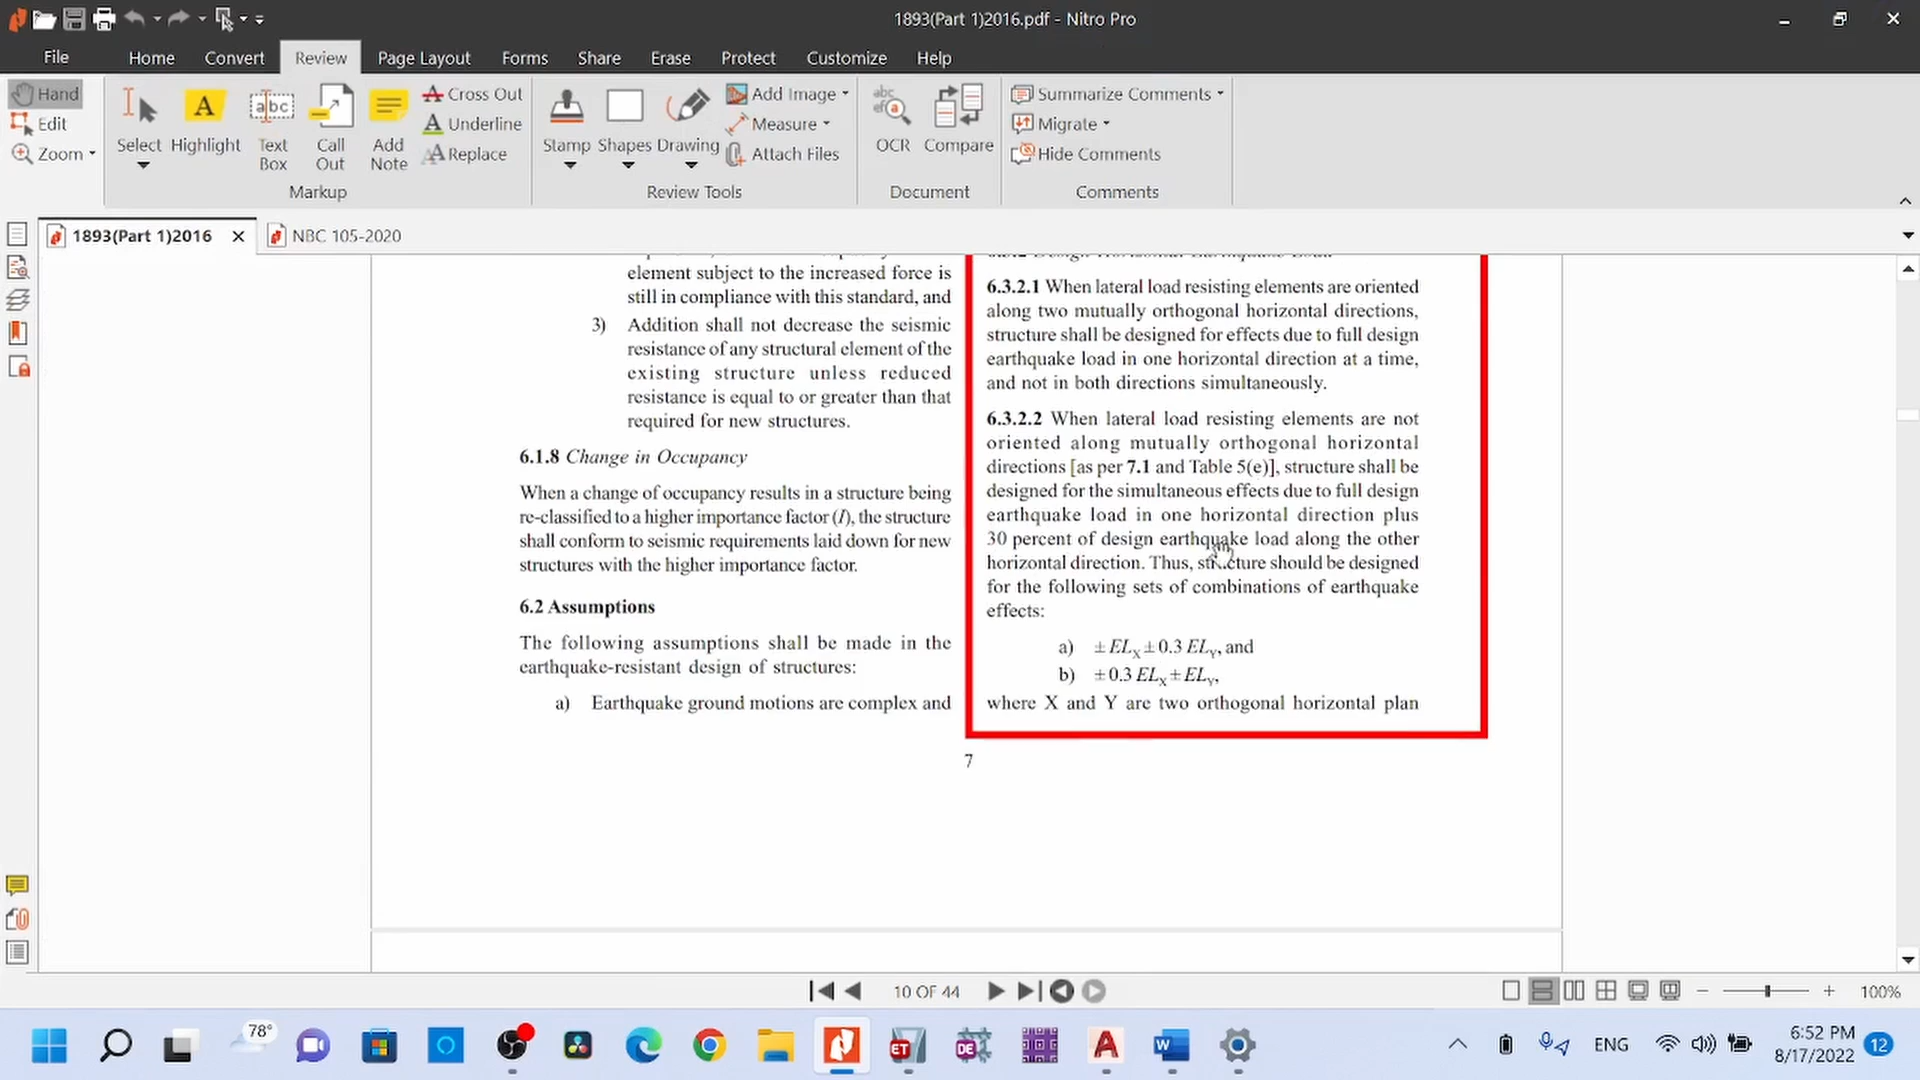 1893(Part 1)2016.pdf - Nitro Pro
File Home Convert Review Page Layout Forms Share Erase Protect Customize Help
Hand
Edit
Zoom
Select
Highlight
Text
Box
Call
Out
Add
Note
Cross Out
Underline
Replace
Markup
Stamp
Shapes
Drawing
Add Image
Measure
Attach Files
Review Tools
OCR
Compare
Document
Summarize Comments
Migrate
Hide Comments
Comments
1893(Part 1)2016
NBC 105-2020
element subject to the increased force is
still in compliance with this standard, and
3) Addition shall not decrease the seismic
resistance of any structural element of the
existing structure unless reduced
resistance is equal to or greater than that
required for new structures.
6.1.8 Change in Occupancy
When a change of occupancy results in a structure being
re-classified to a higher importance factor (I), the structure
shall conform to seismic requirements laid down for new
structures with the higher importance factor.
6.2 Assumptions
The following assumptions shall be made in the
earthquake-resistant design of structures:
a) Earthquake ground motions are complex and
6.3.2.1 When lateral load resisting elements are oriented
along two mutually orthogonal horizontal directions,
structure shall be designed for effects due to full design
earthquake load in one horizontal direction at a time,
and not in both directions simultaneously.
6.3.2.2 When lateral load resisting elements are not
oriented along mutually orthogonal horizontal
directions [as per 7.1 and Table 5(e)], structure shall be
designed for the simultaneous effects due to full design
earthquake load in one horizontal direction plus
30 percent of design earthquake load along the other
horizontal direction. Thus, structure should be designed
for the following sets of combinations of earthquake
effects:
a) ± ELX ± 0.3 ELY, and
b) ± 0.3 ELX ± ELY,
where X and Y are two orthogonal horizontal plan
7
10 OF 44
100%
78°
ET
DE
ENG
6:52 PM
8/17/2022
12